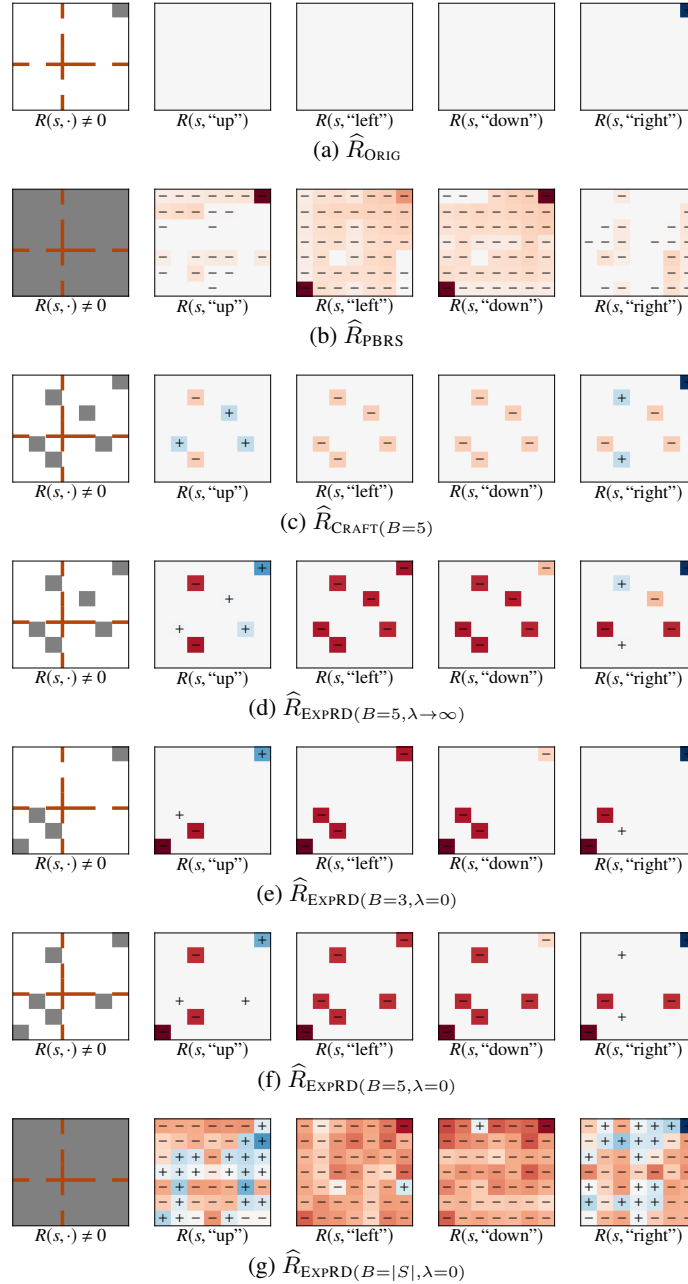 R(s,·) ≠ 0 R(s,“up”) R(s,“left”) R(s,“down”) R(s,“right”)
(a) R̂ORIG
R(s,·) ≠ 0 R(s,“up”) R(s,“left”) R(s,“down”) R(s,“right”)
(b) R̂PBRS
R(s,·) ≠ 0 R(s,“up”) R(s,“left”) R(s,“down”) R(s,“right”)
(c) R̂CRAFT(B=5)
R(s,·) ≠ 0 R(s,“up”) R(s,“left”) R(s,“down”) R(s,“right”)
(d) R̂EXPRD(B=5,λ→∞)
R(s,·) ≠ 0 R(s,“up”) R(s,“left”) R(s,“down”) R(s,“right”)
(e) R̂EXPRD(B=3,λ=0)
R(s,·) ≠ 0 R(s,“up”) R(s,“left”) R(s,“down”) R(s,“right”)
(f) R̂EXPRD(B=5,λ=0)
R(s,·) ≠ 0 R(s,“up”) R(s,“left”) R(s,“down”) R(s,“right”)
(g) R̂EXPRD(B=|S|,λ=0)